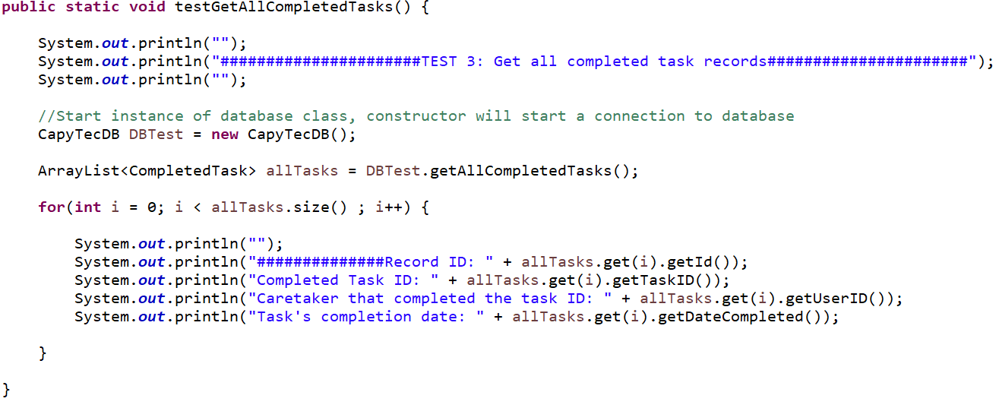 public static void testGetAllCompletedTasks() {
System.out.println("");
System.out.println("######################TEST 3: Get all completed task records######################");
System.out.println("");
//Start instance of database class, constructor will start a connection to database
CapyTecDB DBTest = new CapyTecDB();
ArrayList<CompletedTask> allTasks = DBTest.getAllCompletedTasks();
for(int i = 0; i < allTasks.size() ; i++) {
System.out.println("");
System.out.println("##############Record ID: " + allTasks.get(i).getId());
System.out.println("Completed Task ID: " + allTasks.get(i).getTaskID());
System.out.println("Caretaker that completed the task ID: " + allTasks.get(i).getUserID());
System.out.println("Task's completion date: " + allTasks.get(i).getDateCompleted());
}
}